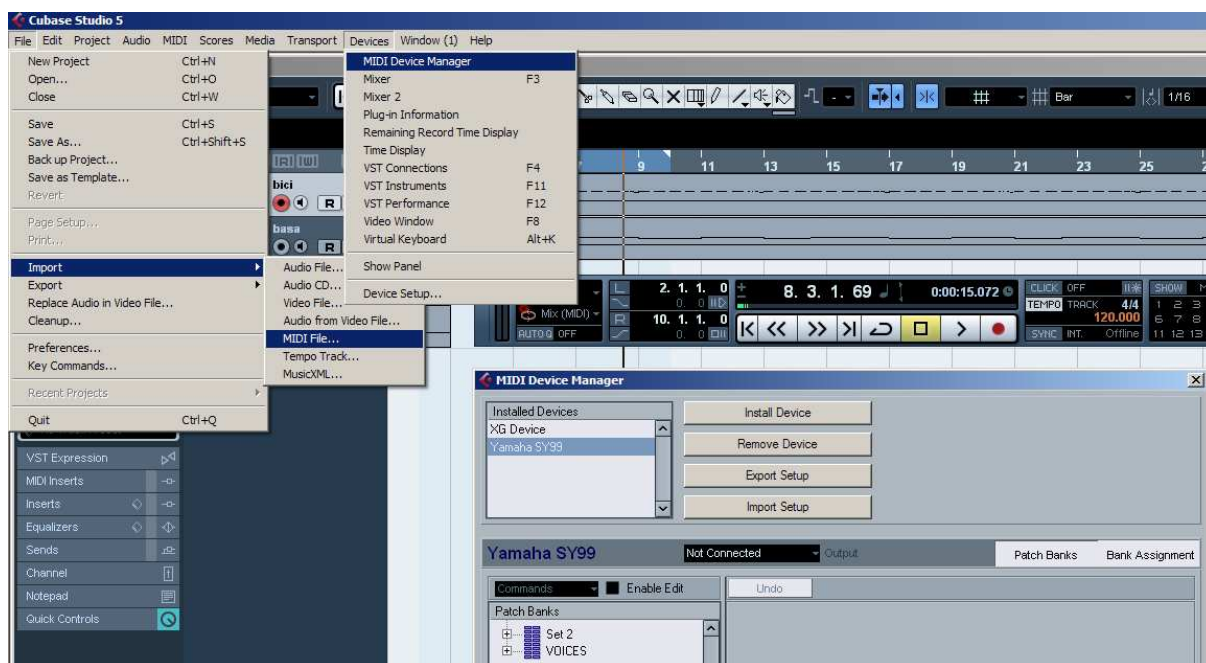 Cubase Studio 5
File Edit Project Audio MIDI Scores Media Transport Devices Window (1) Help
New Project Ctrl+N
Open... Ctrl+O
Close Ctrl+W
Save Ctrl+S
Save As... Ctrl+Shift+S
Back up Project...
Save as Template...
Revert
Page Setup...
Print...
Import
Export
Replace Audio in Video File...
Cleanup...
Preferences...
Key Commands...
Recent Projects
Quit Ctrl+Q
Audio File...
Audio CD...
Video File...
Audio from Video File...
MIDI File...
Tempo Track...
MusicXML...
MIDI Device Manager
Mixer F3
Mixer 2
Plug-in Information
Remaining Record Time Display
Time Display
VST Connections F4
VST Instruments F11
VST Performance F12
Video Window F8
Virtual Keyboard Alt+K
Show Panel
Device Setup...
Bar 1/16
9 11 13 15 17 19 21 23 25
bici
R
basa
R
L 2. 1. 1. 0
R 10. 1. 1. 0
Mix (MIDI)
AUTO Q OFF
8. 3. 1. 69
0:00:15.072
CLICK OFF
TEMPO TRACK 4/4
120.000
SYNC INT. Offline
SHOW
1 2 3
6 7 8
11 12 13
VST Expression
MIDI Inserts
Inserts
Equalizers
Sends
Channel
Notepad
Quick Controls
MIDI Device Manager
Installed Devices
XG Device
Yamaha SY99
Install Device
Remove Device
Export Setup
Import Setup
Yamaha SY99 Not Connected Output Patch Banks Bank Assignment
Commands Enable Edit Undo
Patch Banks
Set 2
VOICES